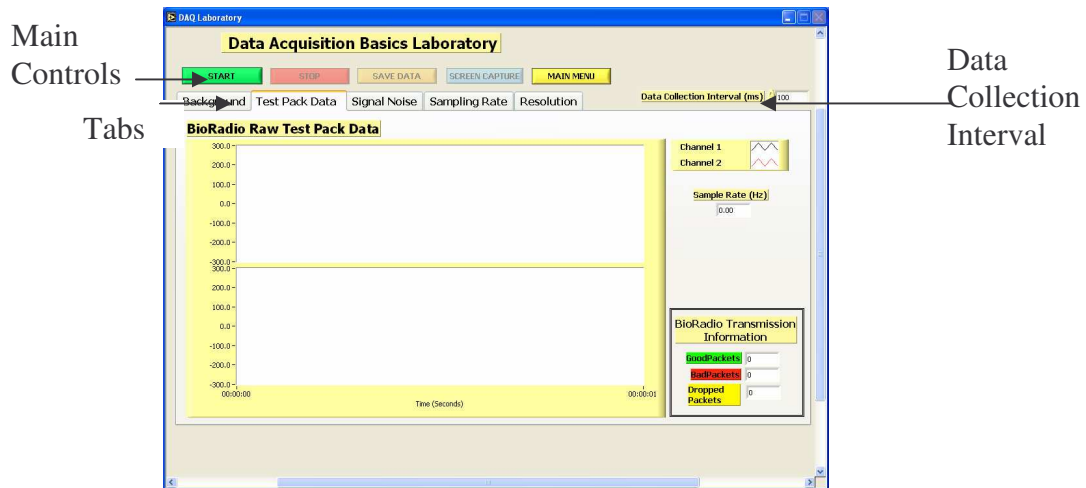 Main
Controls
Tabs
Data
Collection
Interval
DAQ Laboratory
Data Acquisition Basics Laboratory
START
STOP
SAVE DATA
SCREEN CAPTURE
MAIN MENU
Background
Test Pack Data
Signal Noise
Sampling Rate
Resolution
Data Collection Interval (ms)
100
BioRadio Raw Test Pack Data
300.0
200.0
100.0
0.0
-100.0
-200.0
-300.0
300.0
200.0
100.0
0.0
-100.0
-200.0
-300.0
00:00:00
00:00:01
Time (Seconds)
Channel 1
Channel 2
Sample Rate (Hz)
0.00
BioRadio Transmission
Information
GoodPackets 0
BadPackets 0
Dropped
Packets
0